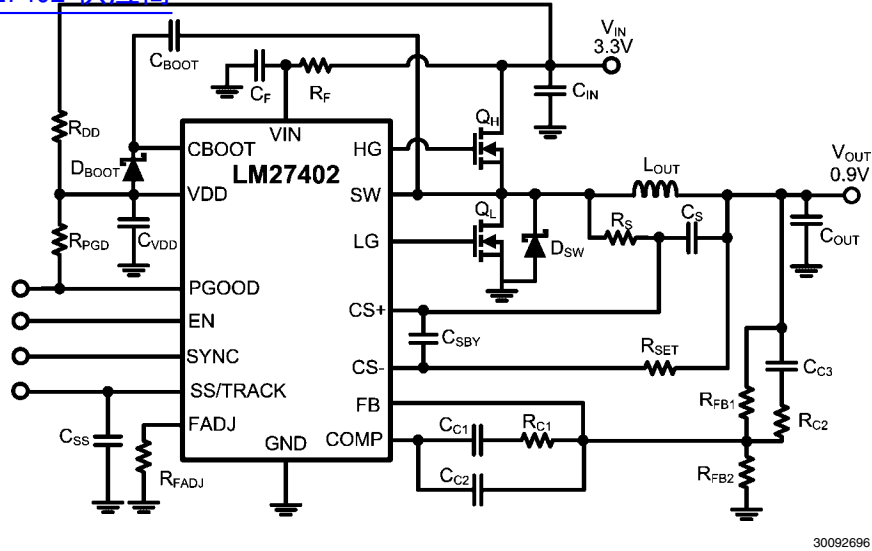 V_IN
3.3V
C_BOOT
C_F
R_F
C_IN
R_DD
VIN
Q_H
D_BOOT
CBOOT
HG
LM27402
V_OUT
0.9V
L_OUT
VDD
SW
Q_L
R_S
C_S
R_PGD
C_VDD
LG
D_SW
C_OUT
PGOOD
CS+
EN
C_SBY
SYNC
R_SET
CS-
C_C3
SS/TRACK
FB
R_FB1
R_C2
C_SS
FADJ
GND
COMP
C_C1
R_C1
R_FADJ
C_C2
R_FB2
30092696